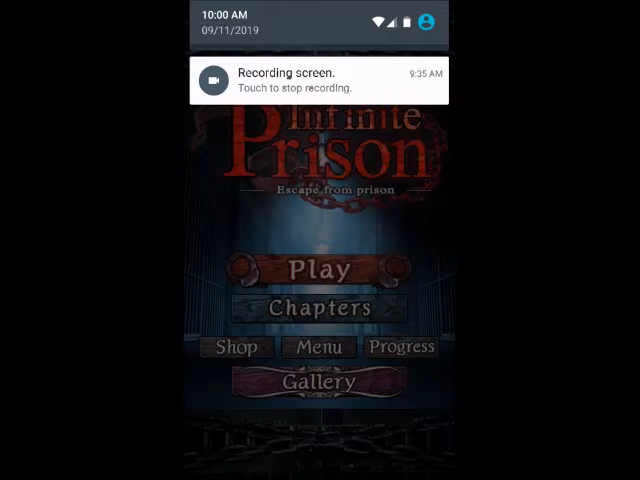 10:00 AM
09/11/2019
Recording screen.
9:35 AM
Touch to stop recording.
Infinite
Prison
Escape from prison
Play
Chapters
Shop
Menu
Progress
Gallery